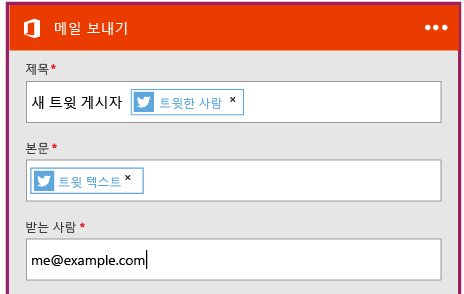 메일 보내기
제목*
새 트윗 게시자 트윗한 사람 ×
본문 *
트윗 텍스트 ×
받는 사람 *
me@example.com